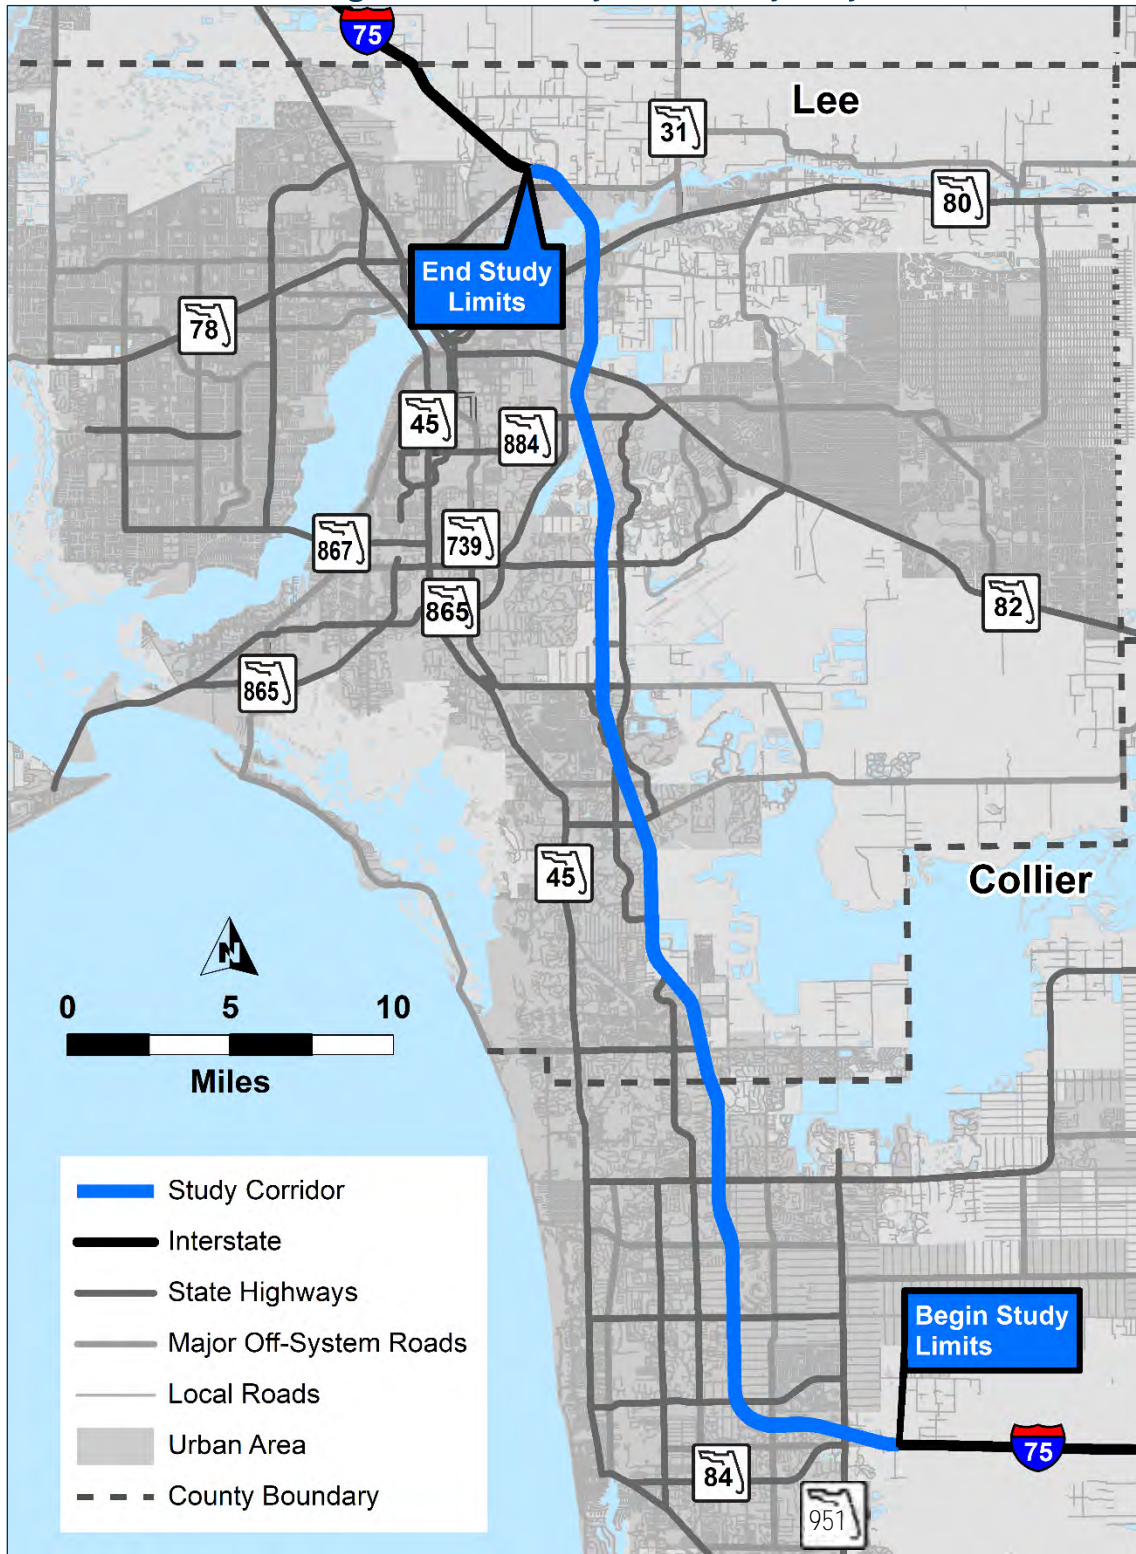 75
Lee
31
80
End Study
Limits
78
45
884
867
739
865
82
865
45
Collier
N
0 5 10
Miles
Study Corridor
Interstate
State Highways
Major Off-System Roads
Local Roads
Urban Area
County Boundary
Begin Study
Limits
75
84
951